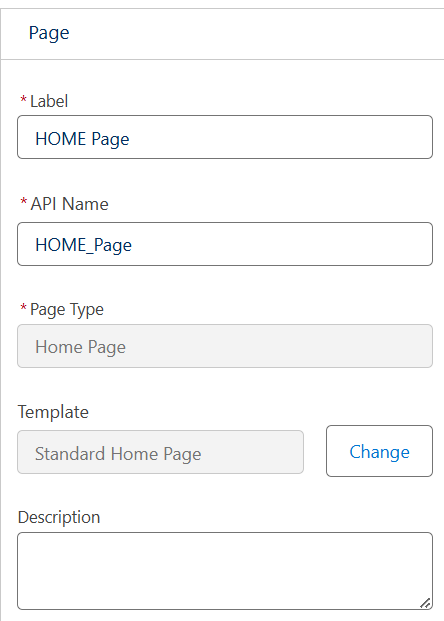 Page
* Label
HOME Page
* API Name
HOME_Page
* Page Type
Home Page
Template
Standard Home Page
Change
Description